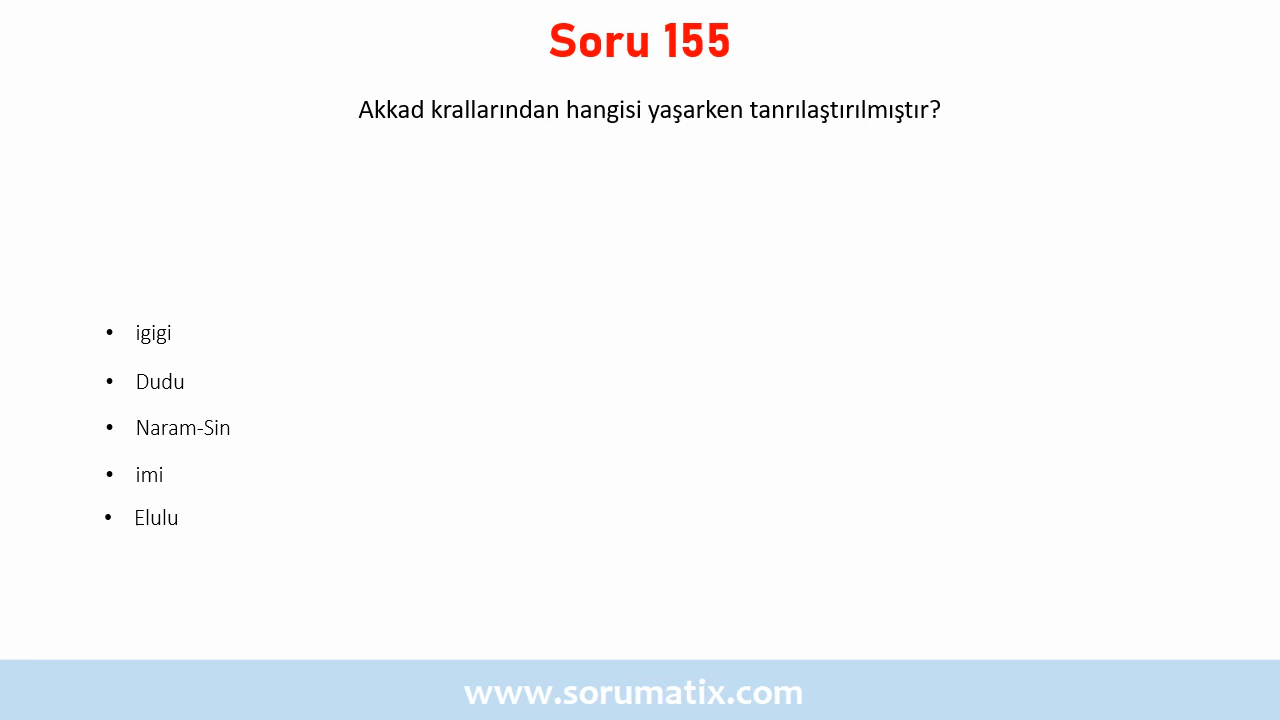 Soru 155
Akkad krallarından hangisi yaşarken tanrılaştırılmıştır?
• igigi
• Dudu
• Naram-Sin
• imi
• Elulu
www.sorumatix.com